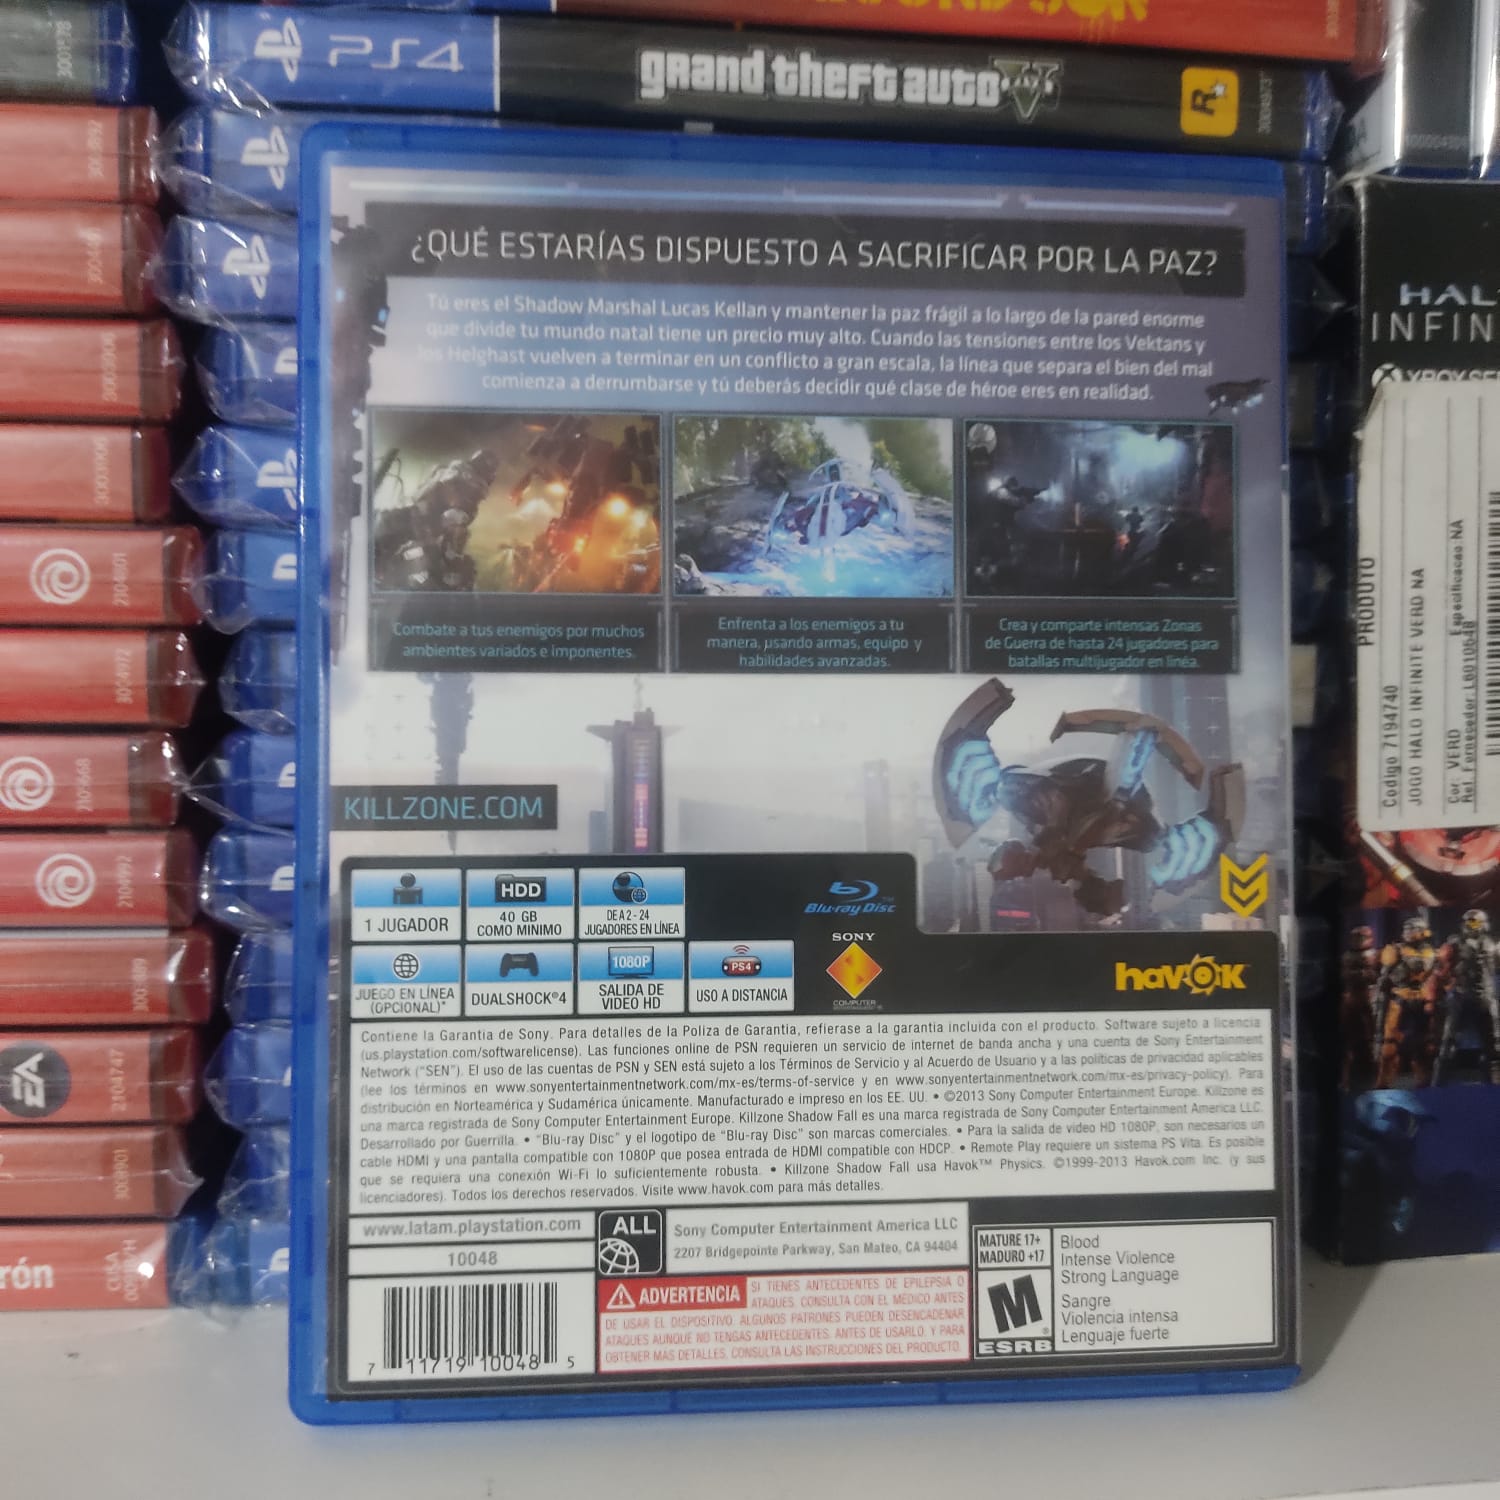 PS4
grand theft auto V
¿QUÉ ESTARÍAS DISPUESTO A SACRIFICAR POR LA PAZ?
Tú eres el Shadow Marshal Lucas Kellan y mantener la paz frágil a lo largo de la pared enorme
que divide tu mundo natal tiene un precio muy alto. Cuando las tensiones entre los Vektans y
los Helghast vuelven a terminar en un conflicto a gran escala, la línea que separa el bien del mal
comienza a derrumbarse y tú deberás decidir qué clase de héroe eres en realidad.
Combate a tus enemigos por muchos
ambientes variados e imponentes.
Enfrenta a los enemigos a tu
manera, usando armas, equipo y
habilidades avanzadas.
Crea y comparte intensas Zonas
de Guerra de hasta 24 jugadores para
batallas multijugador en línea.
KILLZONE.COM
1 JUGADOR
HDD
40 GB
COMO MÍNIMO
DE A 2 - 24
JUGADORES EN LÍNEA
JUEGO EN LÍNEA
(OPCIONAL)*
DUALSHOCK®4
1080P
SALIDA DE
VIDEO HD
PS4
USO A DISTANCIA
Blu-ray Disc™
SONY
COMPUTER
havok
Contiene la Garantia de Sony. Para detalles de la Poliza de Garantia, refierase a la garantia incluida con el producto. Software sujeto a licencia
(us.playstation.com/softwarelicense). Las funciones online de PSN requieren un servicio de internet de banda ancha y una cuenta de Sony Entertainment
Network ("SEN"). El uso de las cuentas de PSN y SEN está sujeto a los Términos de Servicio y al Acuerdo de Usuario y a las políticas de privacidad aplicables
(lee los términos en www.sonyentertainmentnetwork.com/mx-es/terms-of-service y en www.sonyentertainmentnetwork.com/mx-es/privacy-policy). Para
distribución en Norteamérica y Sudamérica únicamente. Manufacturado e impreso en los EE. UU. • ©2013 Sony Computer Entertainment Europe. Killzone es
una marca registrada de Sony Computer Entertainment Europe. Killzone Shadow Fall es una marca registrada de Sony Computer Entertainment America LLC.
Desarrollado por Guerrilla. • "Blu-ray Disc" y el logotipo de "Blu-ray Disc" son marcas comerciales. • Para la salida de video HD 1080P, son necesarios un
cable HDMI y una pantalla compatible con 1080P que posea entrada de HDMI compatible con HDCP. • Remote Play requiere un sistema PS Vita. Es posible
que se requiera una conexión Wi-Fi lo suficientemente robusta. • Killzone Shadow Fall usa Havok™ Physics. ©1999-2013 Havok.com Inc. (y sus
licenciadores). Todos los derechos reservados. Visite www.havok.com para más detalles.
www.latam.playstation.com
10048
7 11719 10048 5
ALL
Sony Computer Entertainment America LLC
2207 Bridgepointe Parkway, San Mateo, CA 94404
ADVERTENCIA
SI TIENES ANTECEDENTES DE EPILEPSIA O
ATAQUES, CONSULTA CON EL MÉDICO ANTES
DE USAR EL DISPOSITIVO. ALGUNOS PATRONES PUEDEN DESENCADENAR
ATAQUES AUNQUE NO TENGAS ANTECEDENTES. ANTES DE USARLO, Y PARA
OBTENER MÁS DETALLES, CONSULTA LAS INSTRUCCIONES DEL PRODUCTO.
MATURE 17+
MADURO +17
M
ESRB
Blood
Intense Violence
Strong Language
Sangre
Violencia intensa
Lenguaje fuerte
HAL
INFIN
PRODUTO
Codigo 7194740
JOGO HALO INFINITE VERD NA
Cor. VERD
Especificacao NA
2104601
2104992
EA
2104747
rón